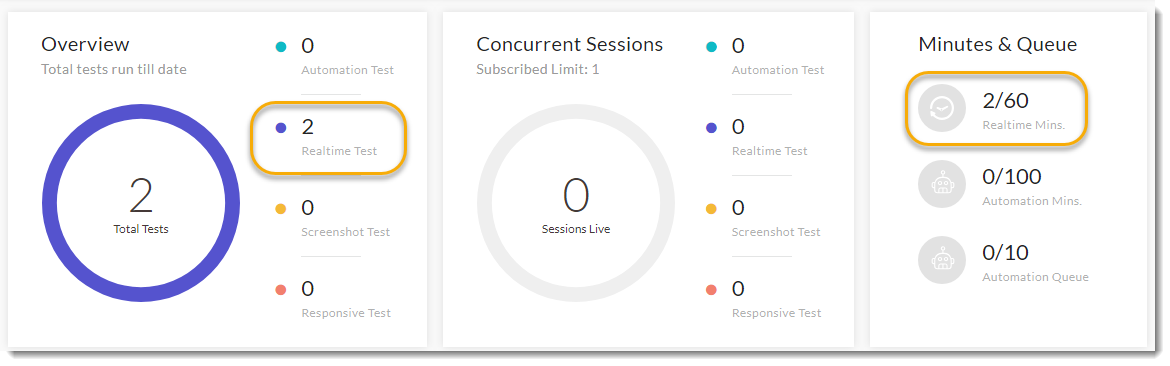 Overview
Total tests run till date
2
Total Tests
0
Automation Test
2
Realtime Test
0
Screenshot Test
0
Responsive Test
Concurrent Sessions
Subscribed Limit: 1
0
Sessions Live
0
Automation Test
0
Realtime Test
0
Screenshot Test
0
Responsive Test
Minutes & Queue
2/60
Realtime Mins.
0/100
Automation Mins.
0/10
Automation Queue